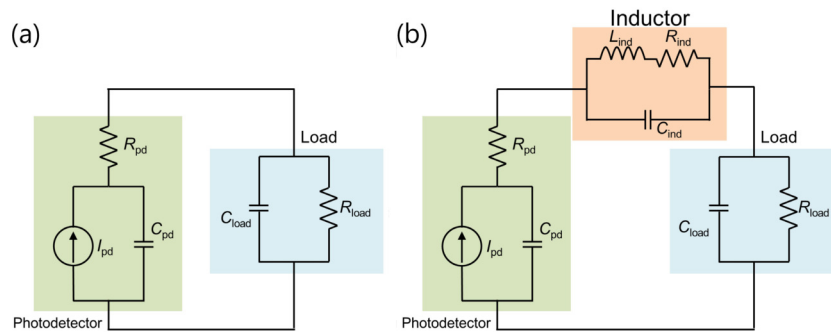 (a)
R_pd
I_pd
C_pd
Photodetector
Load
C_load
R_load
(b)
Inductor
L_ind
R_ind
C_ind
R_pd
I_pd
C_pd
Photodetector
Load
C_load
R_load